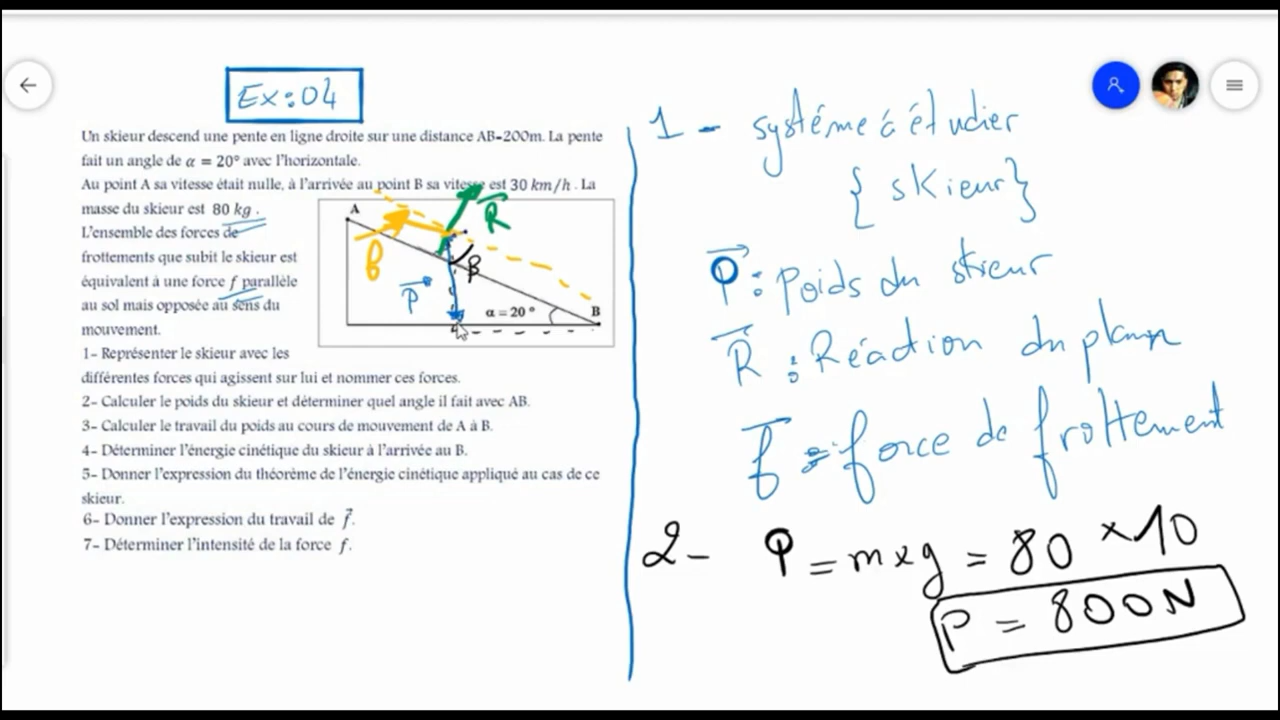 Ex: 04
Un skieur descend une pente en ligne droite sur une distance AB=200m. La pente
fait un angle de α = 20° avec l'horizontale.
Au point A sa vitesse était nulle, à l'arrivée au point B sa vitesse est 30 km/h . La
masse du skieur est 80 kg .
L'ensemble des forces de
frottements que subit le skieur est
équivalent à une force f parallèle
au sol mais opposée au sens du
mouvement.
A
R
f
β
P
α = 20 °
B
1- Représenter le skieur avec les
différentes forces qui agissent sur lui et nommer ces forces.
2- Calculer le poids du skieur et déterminer quel angle il fait avec AB.
3- Calculer le travail du poids au cours de mouvement de A à B.
4- Déterminer l'énergie cinétique du skieur à l'arrivée au B.
5- Donner l'expression du théorème de l'énergie cinétique appliqué au cas de ce
skieur.
6- Donner l'expression du travail de f⃗.
7- Déterminer l'intensité de la force f.
1 - systéme à étudier
{ skieur}
P⃗ : poids du skieur
R⃗ : Réaction du plan
f⃗ : force de frottement
2- P = m x g = 80 x 10
P = 800N